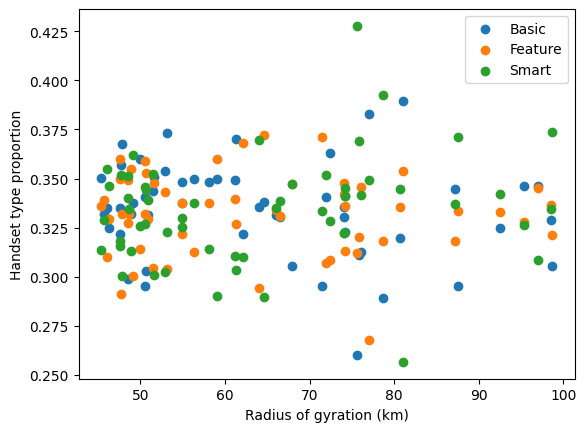 Basic
Feature
Smart
Handset type proportion
0.425
0.400
0.375
0.350
0.325
0.300
0.275
0.250
50 60 70 80 90 100
Radius of gyration (km)